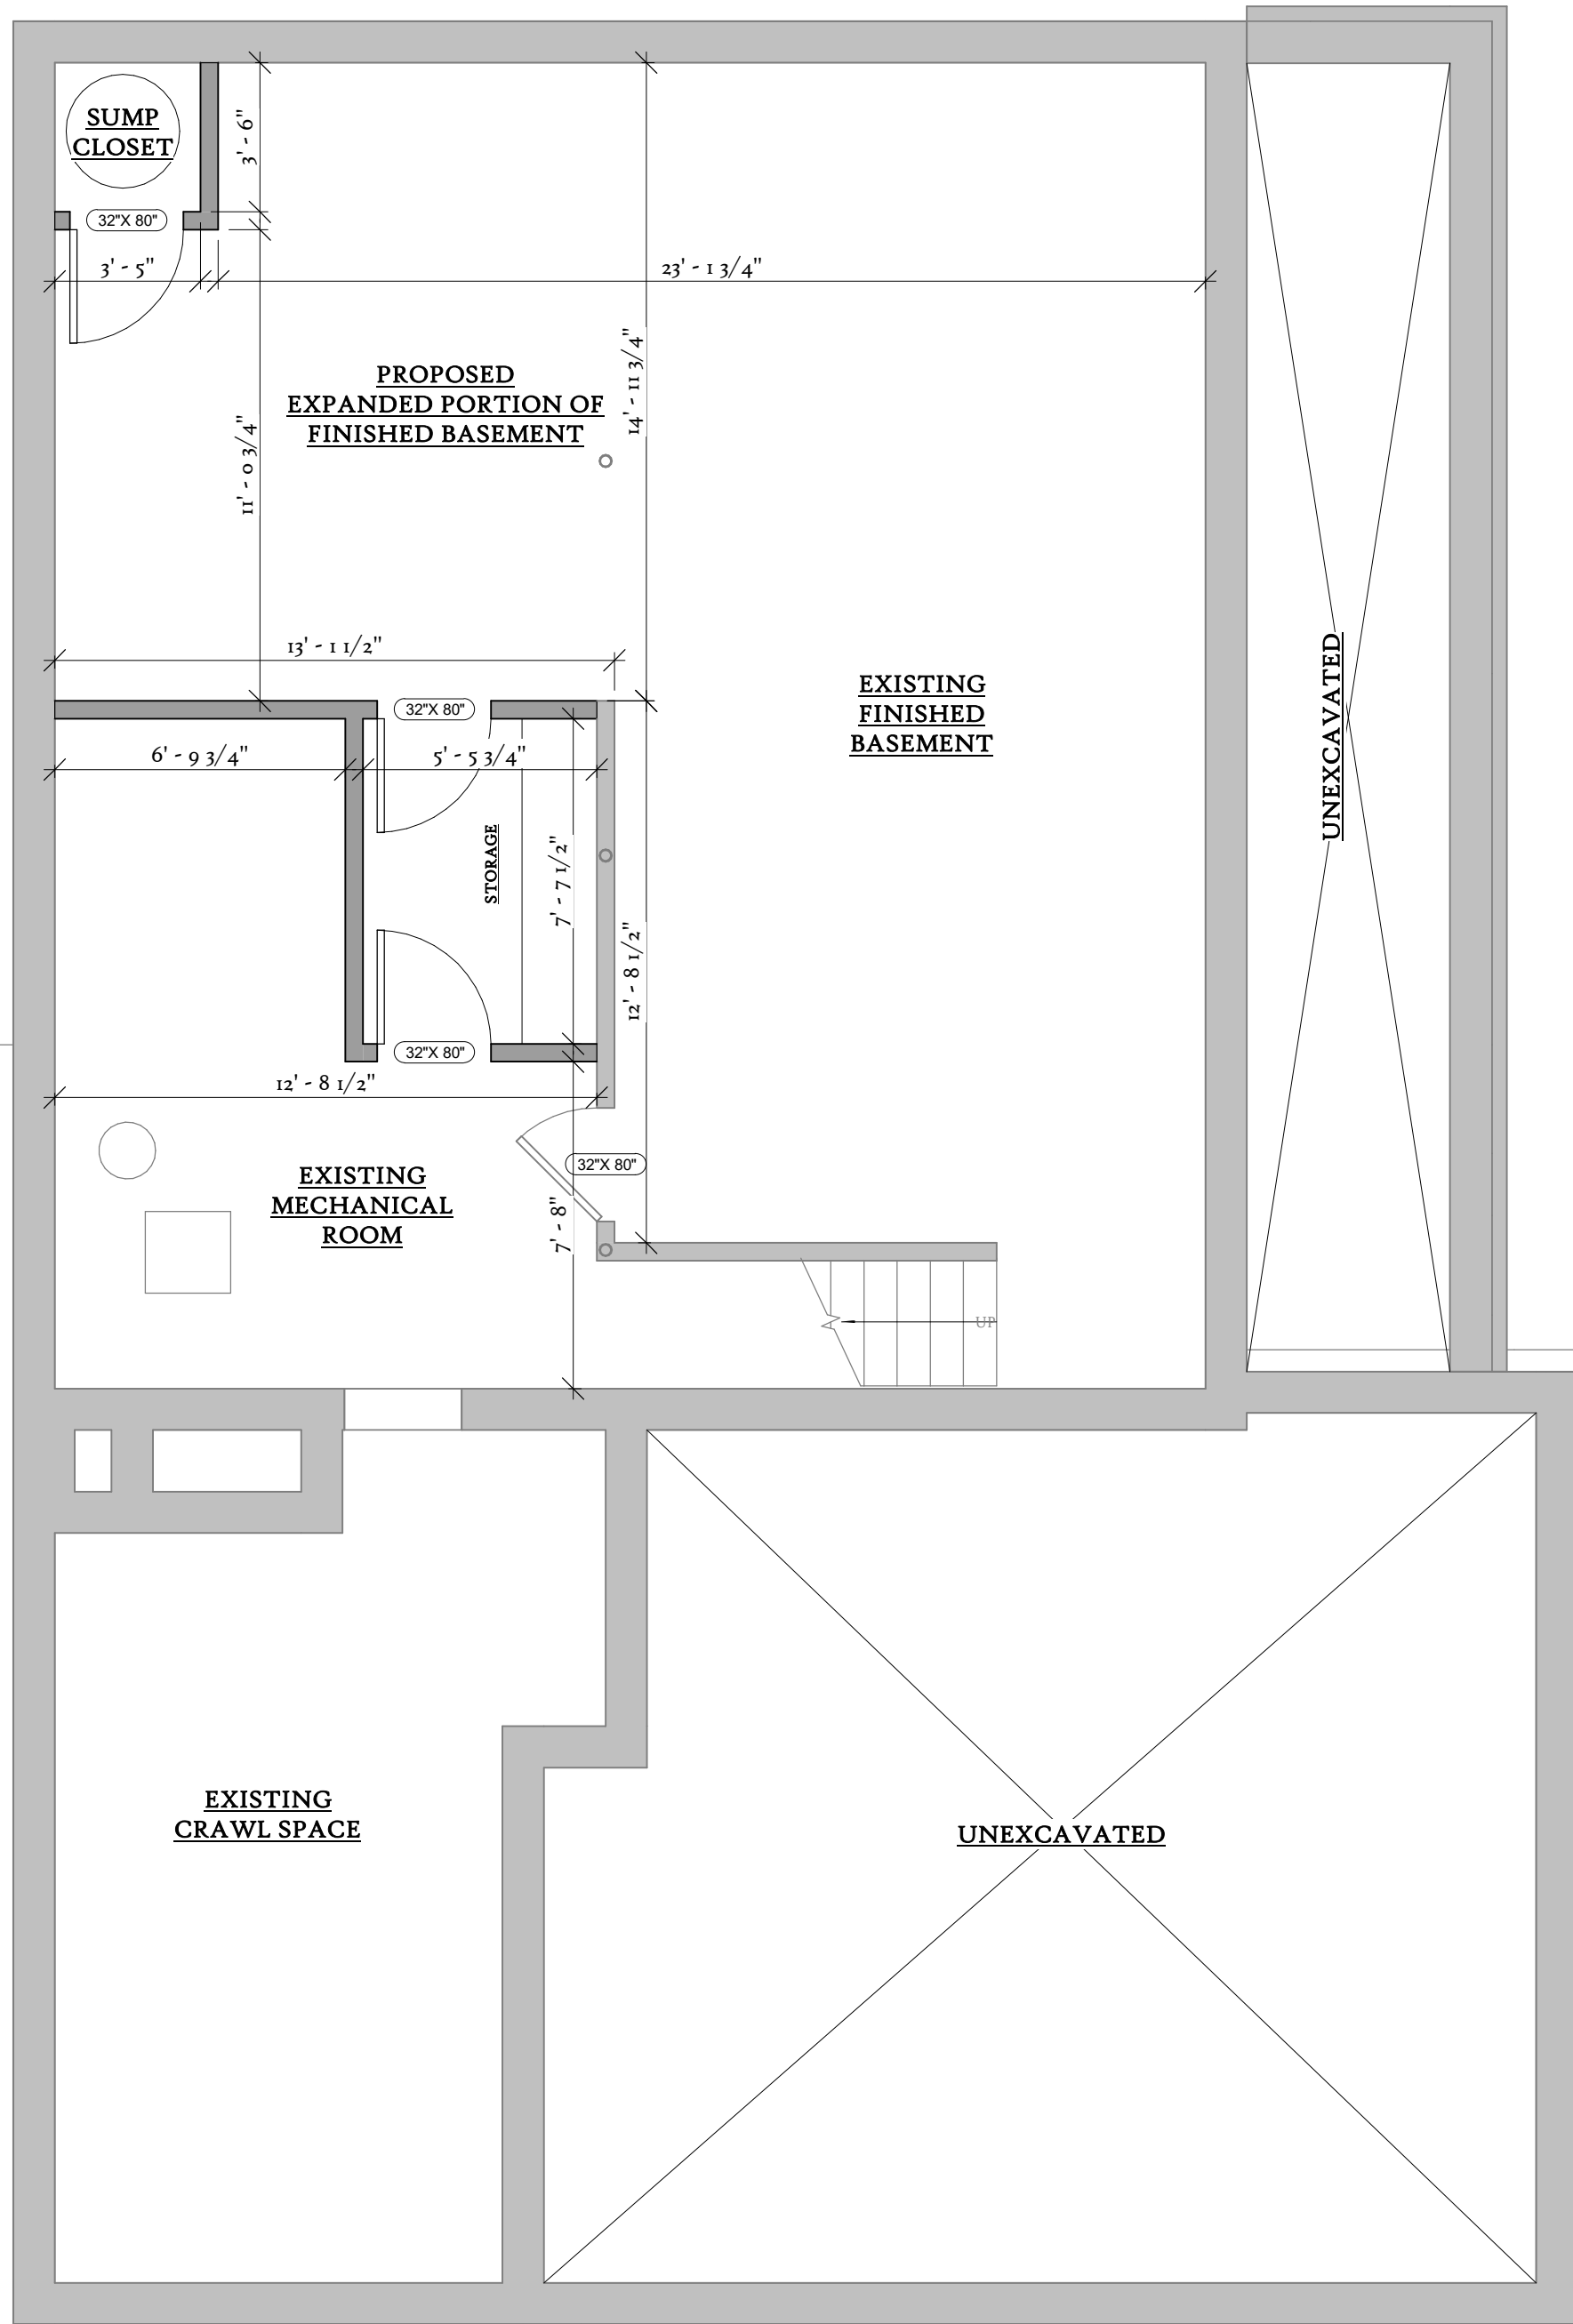 SUMP
CLOSET
3' - 6"
32"X 80"
3' - 5"
23' - 1 3/4"
PROPOSED
EXPANDED PORTION OF
FINISHED BASEMENT
14' - 11 3/4"
11' - 0 3/4"
13' - 1 1/2"
EXISTING
FINISHED
BASEMENT
UNEXCAVATED
32"X 80"
6' - 9 3/4"
5' - 5 3/4"
STORAGE
7' - 7 1/2"
12' - 8 1/2"
32"X 80"
12' - 8 1/2"
32"X 80"
EXISTING
MECHANICAL
ROOM
7' - 8"
UP
EXISTING
CRAWL SPACE
UNEXCAVATED